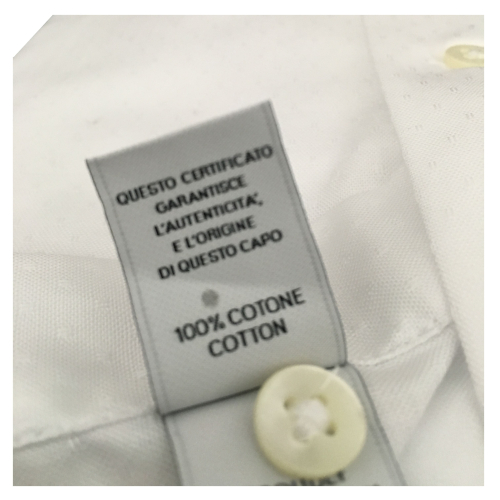 QUESTO CERTIFICATO
GARANTISCE
L'AUTENTICITA',
E L'ORIGINE
DI QUESTO CAPO
100% COTONE
COTTON